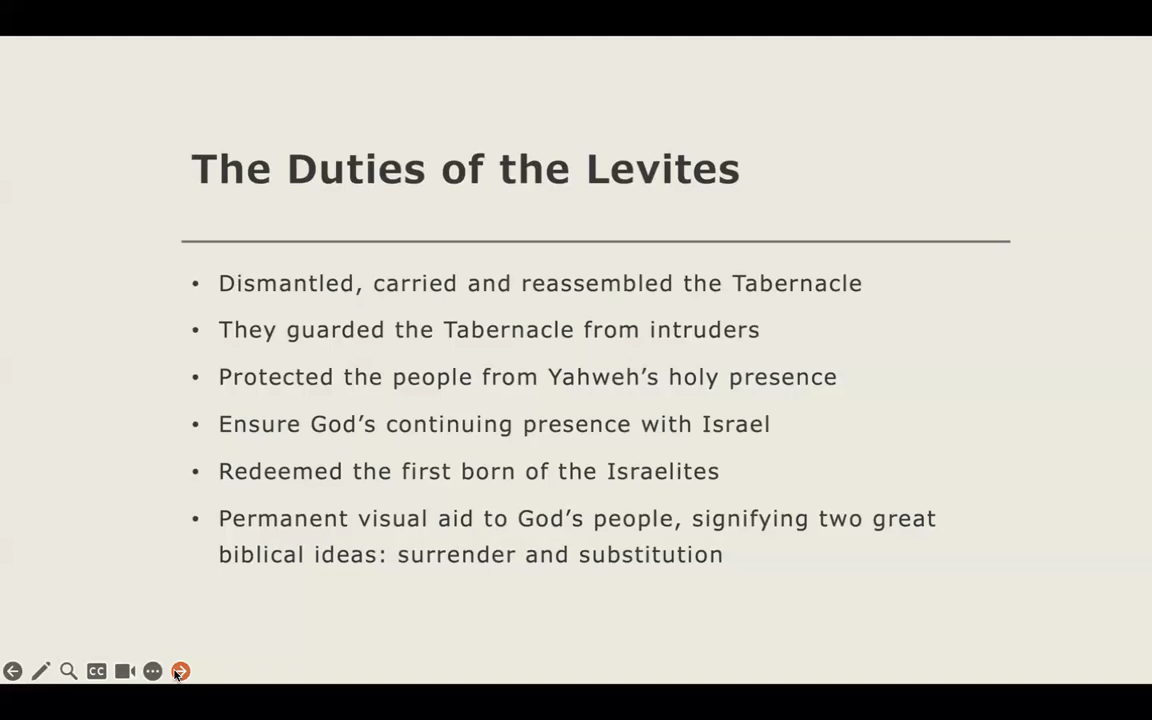 The Duties of the Levites
• Dismantled, carried and reassembled the Tabernacle
• They guarded the Tabernacle from intruders
• Protected the people from Yahweh’s holy presence
• Ensure God’s continuing presence with Israel
• Redeemed the first born of the Israelites
• Permanent visual aid to God’s people, signifying two great
biblical ideas: surrender and substitution
CC